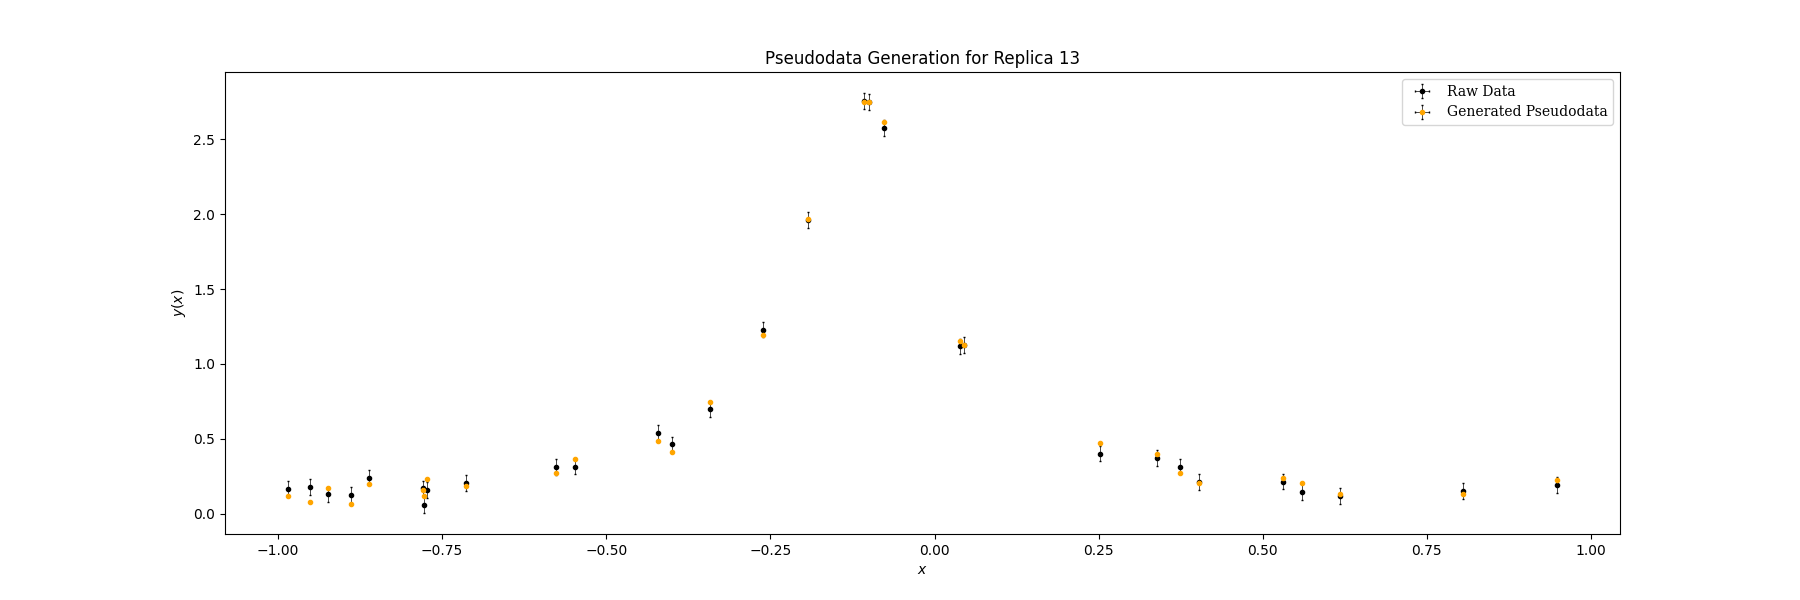 Pseudodata Generation for Replica 13
Raw Data
Generated Pseudodata
2.5
2.0
1.5
1.0
0.5
0.0
y(x)
−1.00 −0.75 −0.50 −0.25 0.00 0.25 0.50 0.75 1.00
x